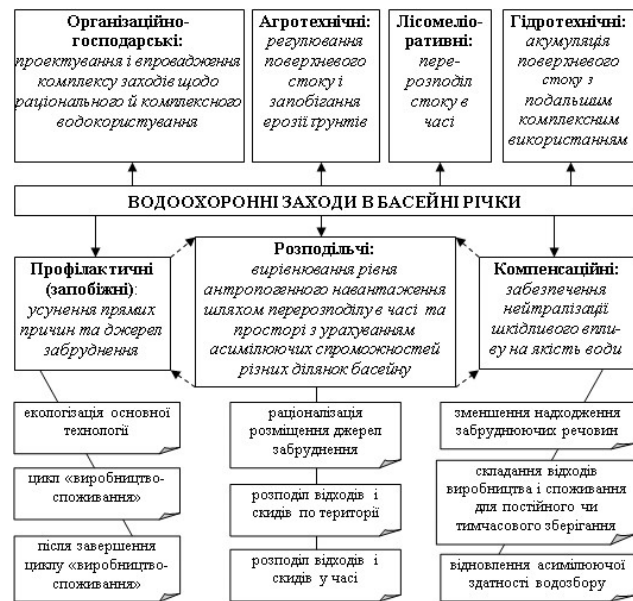 Організаційно-
господарські:
проектування і впровадження
комплексу заходів щодо
раціонального й комплексного
водокористування
Агротехнічні:
регулювання
поверхневого
стоку і
запобігання
ерозії ґрунтів
Лісомеліо-
ративні:
пере-
розподіл
стоку в
часі
Гідротехнічні:
акумуляція
поверхневого
стоку з
подальшим
комплексним
використанням
ВОДООХОРОННІ ЗАХОДИ В БАСЕЙНІ РІЧКИ
Профілактичні
(запобіжні):
усунення прямих
причин та джерел
забруднення
Розподільчі:
вирівнювання рівня
антропогенного навантаження
шляхом перерозподілу в часі та
просторі з урахуванням
асимілюючих спроможностей
різних ділянок басейну
Компенсаційні:
забезпечення
нейтралізації
шкідливого впли-
ву на якість води
екологізація основної
технології
цикл «виробництво-
споживання»
після завершення
циклу «виробництво-
споживання»
раціоналізація
розміщення джерел
забруднення
розподіл відходів і
скидів по території
розподіл відходів і
скидів у часі
зменшення надходження
забруднюючих речовин
складання відходів
виробництва і споживання
для постійного чи
тимчасового зберігання
відновлення асимілюючої
здатності водозбору